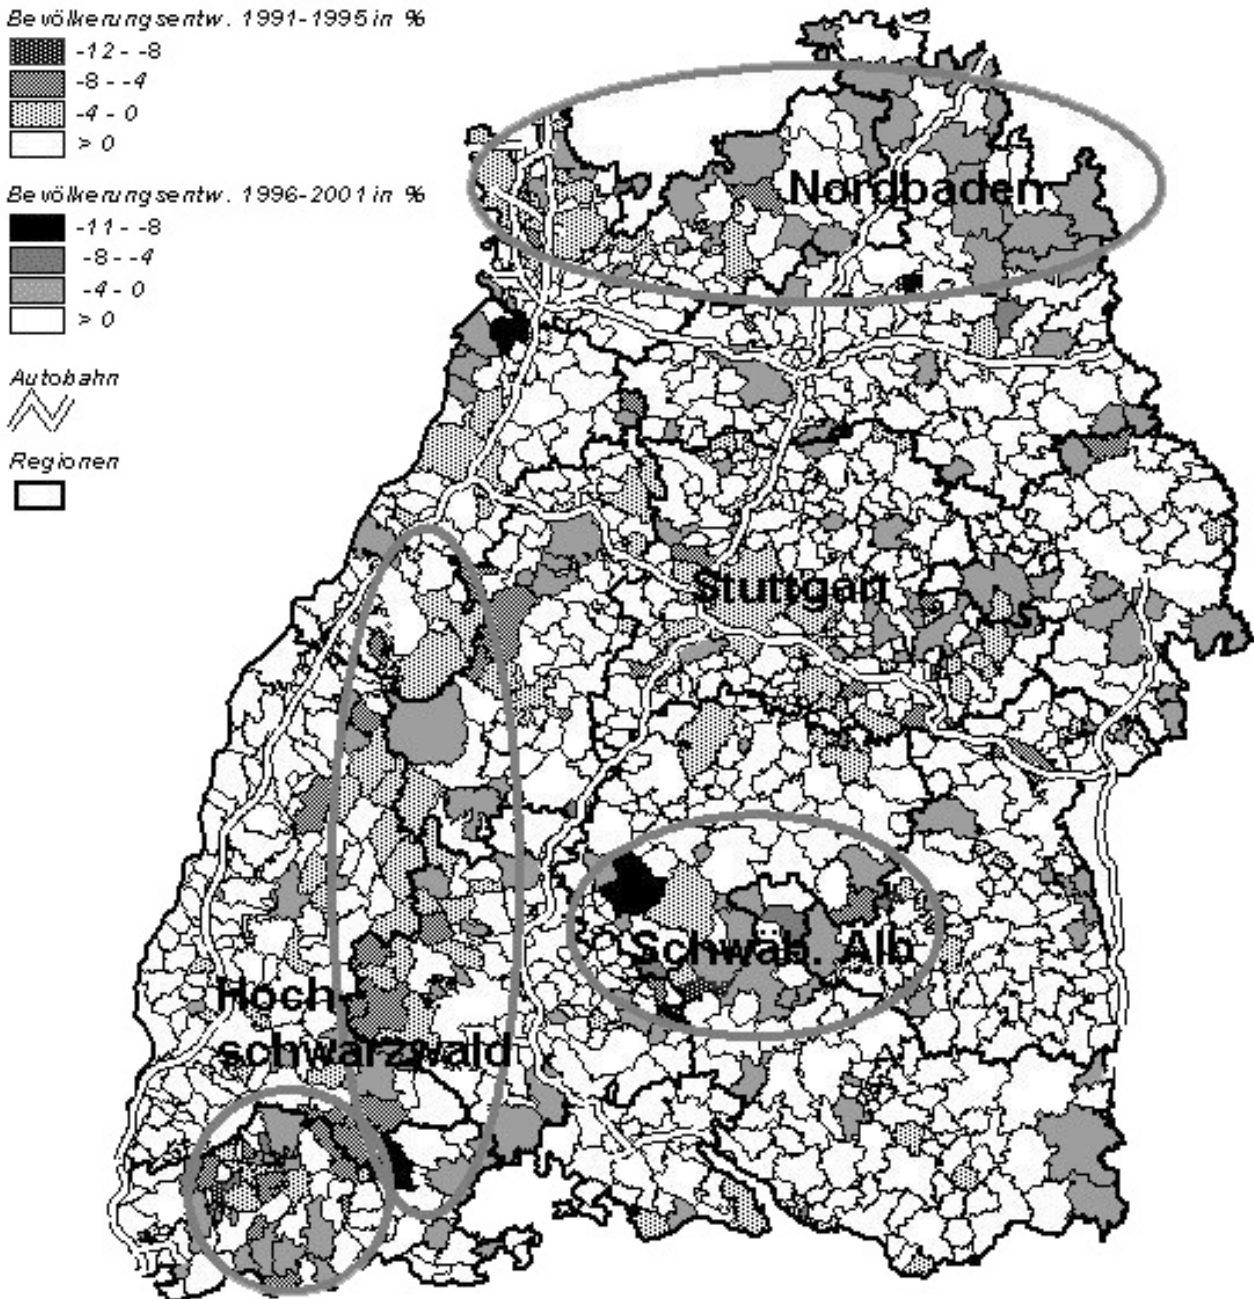 Bevölkerungsentw. 1991-1995 in %
-12 - -8
-8 - -4
-4 - 0
> 0
Bevölkerungsentw. 1996-2001 in %
-11 - -8
-8 - -4
-4 - 0
> 0
Autobahn
Regionen
Nordbaden
Stuttgart
Schwäb. Alb
Hoch-
schwarzwald